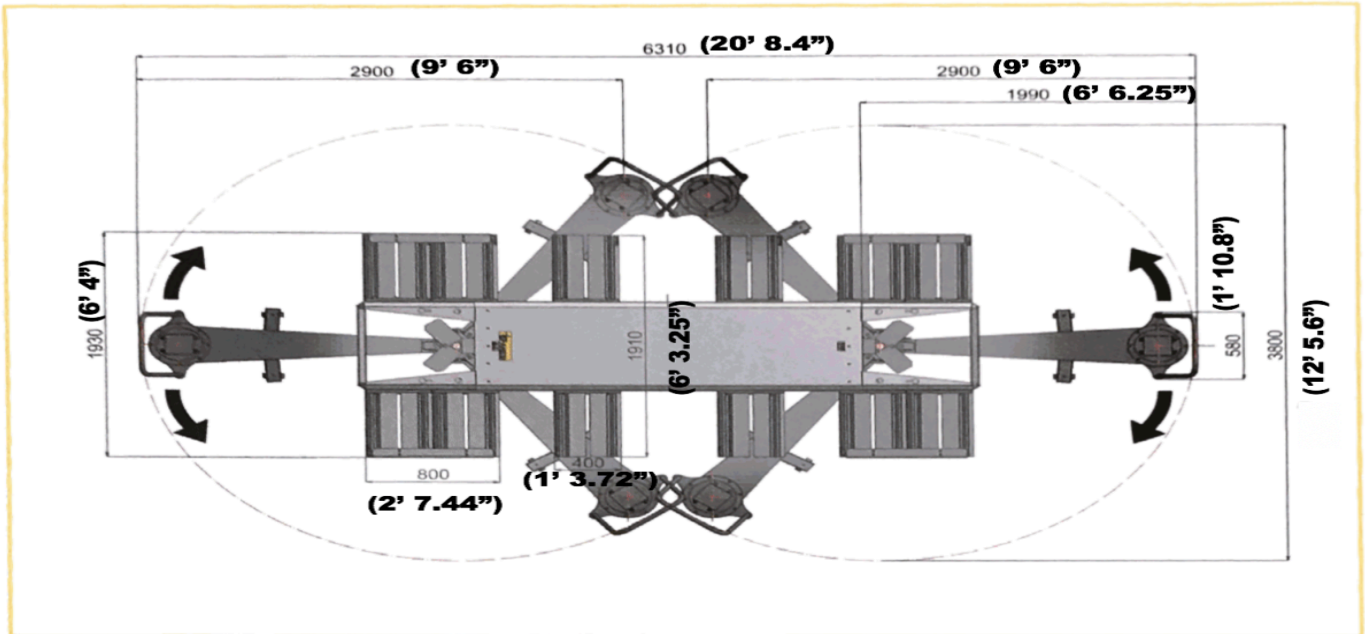 6310 (20’ 8.4”)
2900 (9’ 6”)
2900 (9’ 6”)
1990 (6’ 6.25”)
1930 (6’ 4”)
1910 (6’ 3.25”)
580 (1’ 10.8”)
3800 (12’ 5.6”)
800
(2’ 7.44”)
400
(1’ 3.72”)